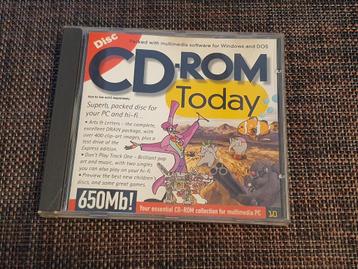 Disc
Packed with multimedia software for Windows and DOS
CD-ROM
Today
Superb, packed disc for
your PC and hi-fi...
• Arts & Letters – the complete,
excellent DRAW package, with
over 400 clip-art images, plus a
test drive of the
Express edition.
• Don't Play Track One – Brilliant pop
art and music, with two singles
you can also play on your hi-fi.
• Preview the best new children's
discs, and some great games.
650Mb!
Your essential CD-ROM collection for multimedia PC